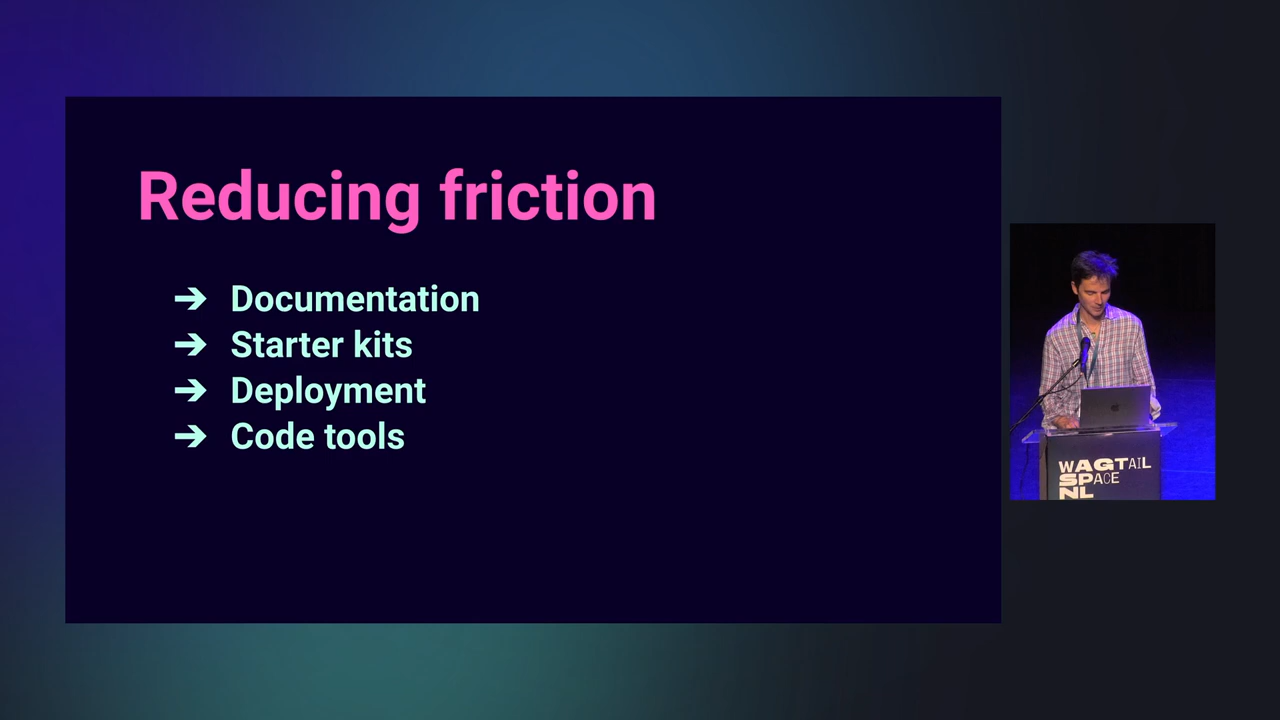 Reducing friction
➔ Documentation
➔ Starter kits
➔ Deployment
➔ Code tools
WAGTAIL
SPACE
NL